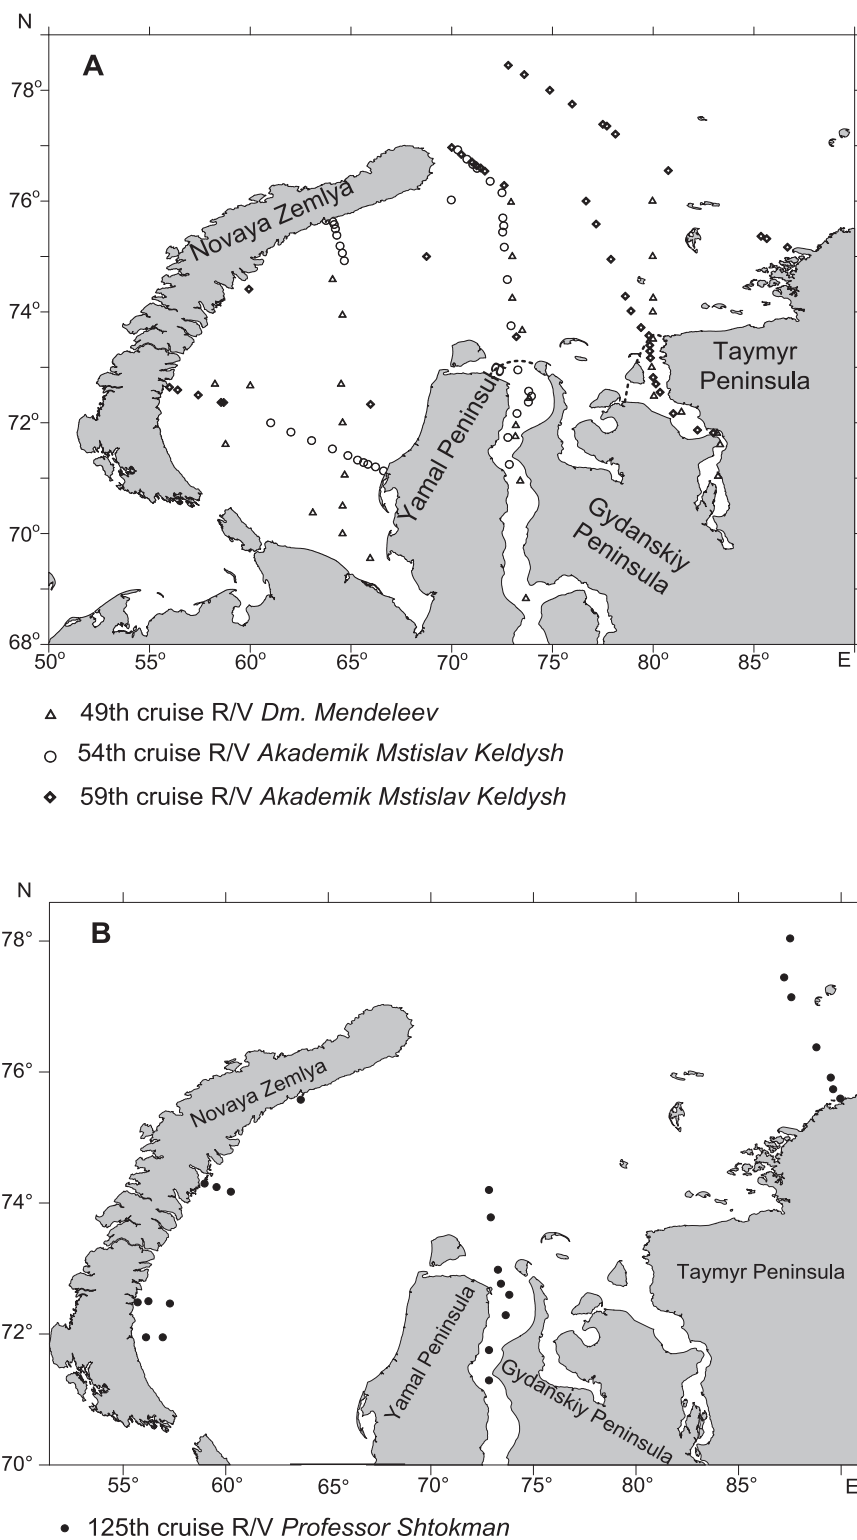 N
A
78°
76°
74°
72°
70°
68°
Novaya Zemlya
Taymyr
Peninsula
Yamal Peninsula
Gydanskiy
Peninsula
50° 55° 60° 65° 70° 75° 80° 85° E
49th cruise R/V Dm. Mendeleev
54th cruise R/V Akademik Mstislav Keldysh
59th cruise R/V Akademik Mstislav Keldysh
N
B
78°
76°
74°
72°
70°
Novaya Zemlya
Taymyr Peninsula
Yamal Peninsula
Gydanskiy Peninsula
55° 60° 65° 70° 75° 80° 85° E
125th cruise R/V Professor Shtokman